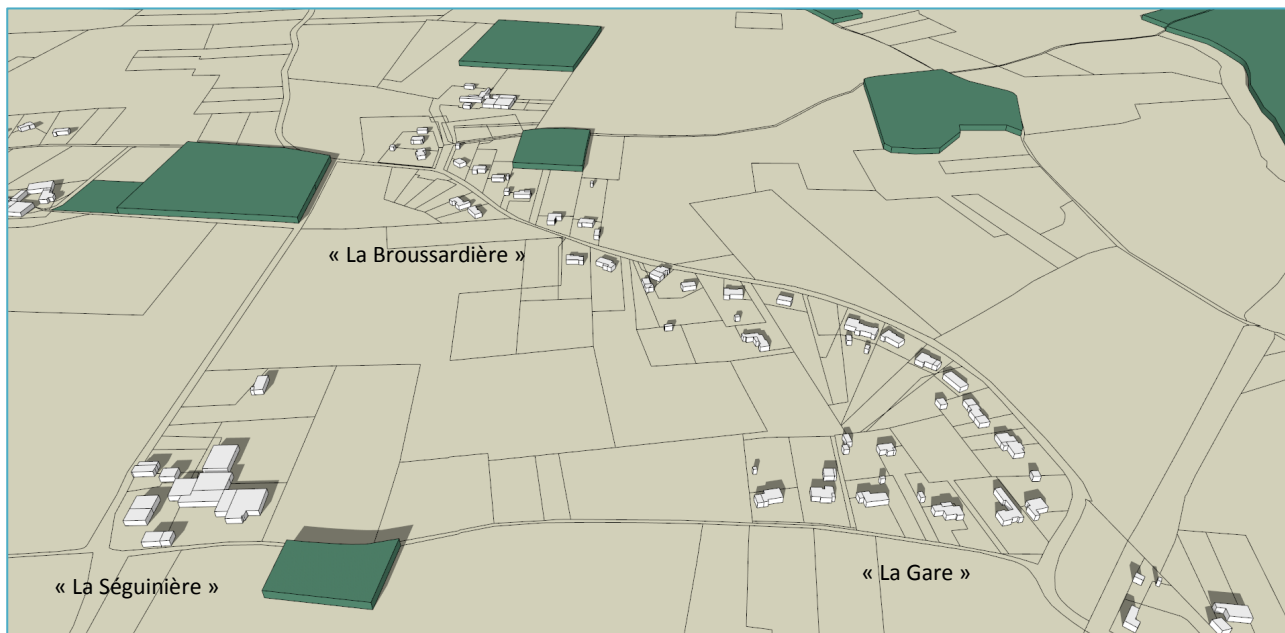 « La Broussardière »
« La Séguinière »
« La Gare »